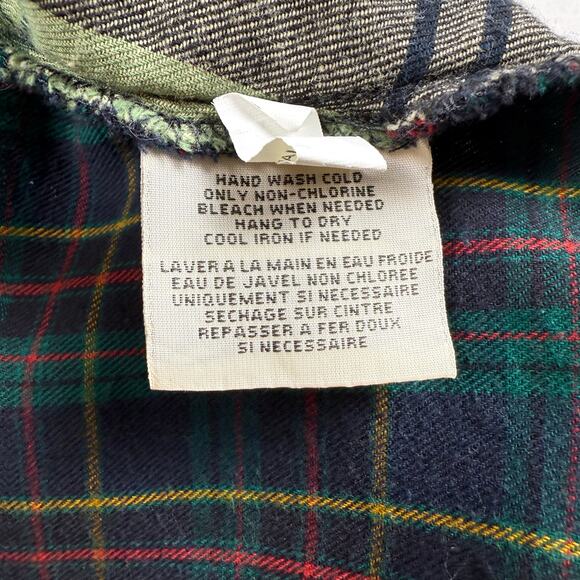 HAND WASH COLD
ONLY NON-CHLORINE
BLEACH WHEN NEEDED
HANG TO DRY
COOL IRON IF NEEDED
LAVER A LA MAIN EN EAU FROIDE
EAU DE JAVEL NON CHLOREE
UNIQUEMENT SI NECESSAIRE
SECHAGE SUR CINTRE
REPASSER A FER DOUX
SI NECESSAIRE